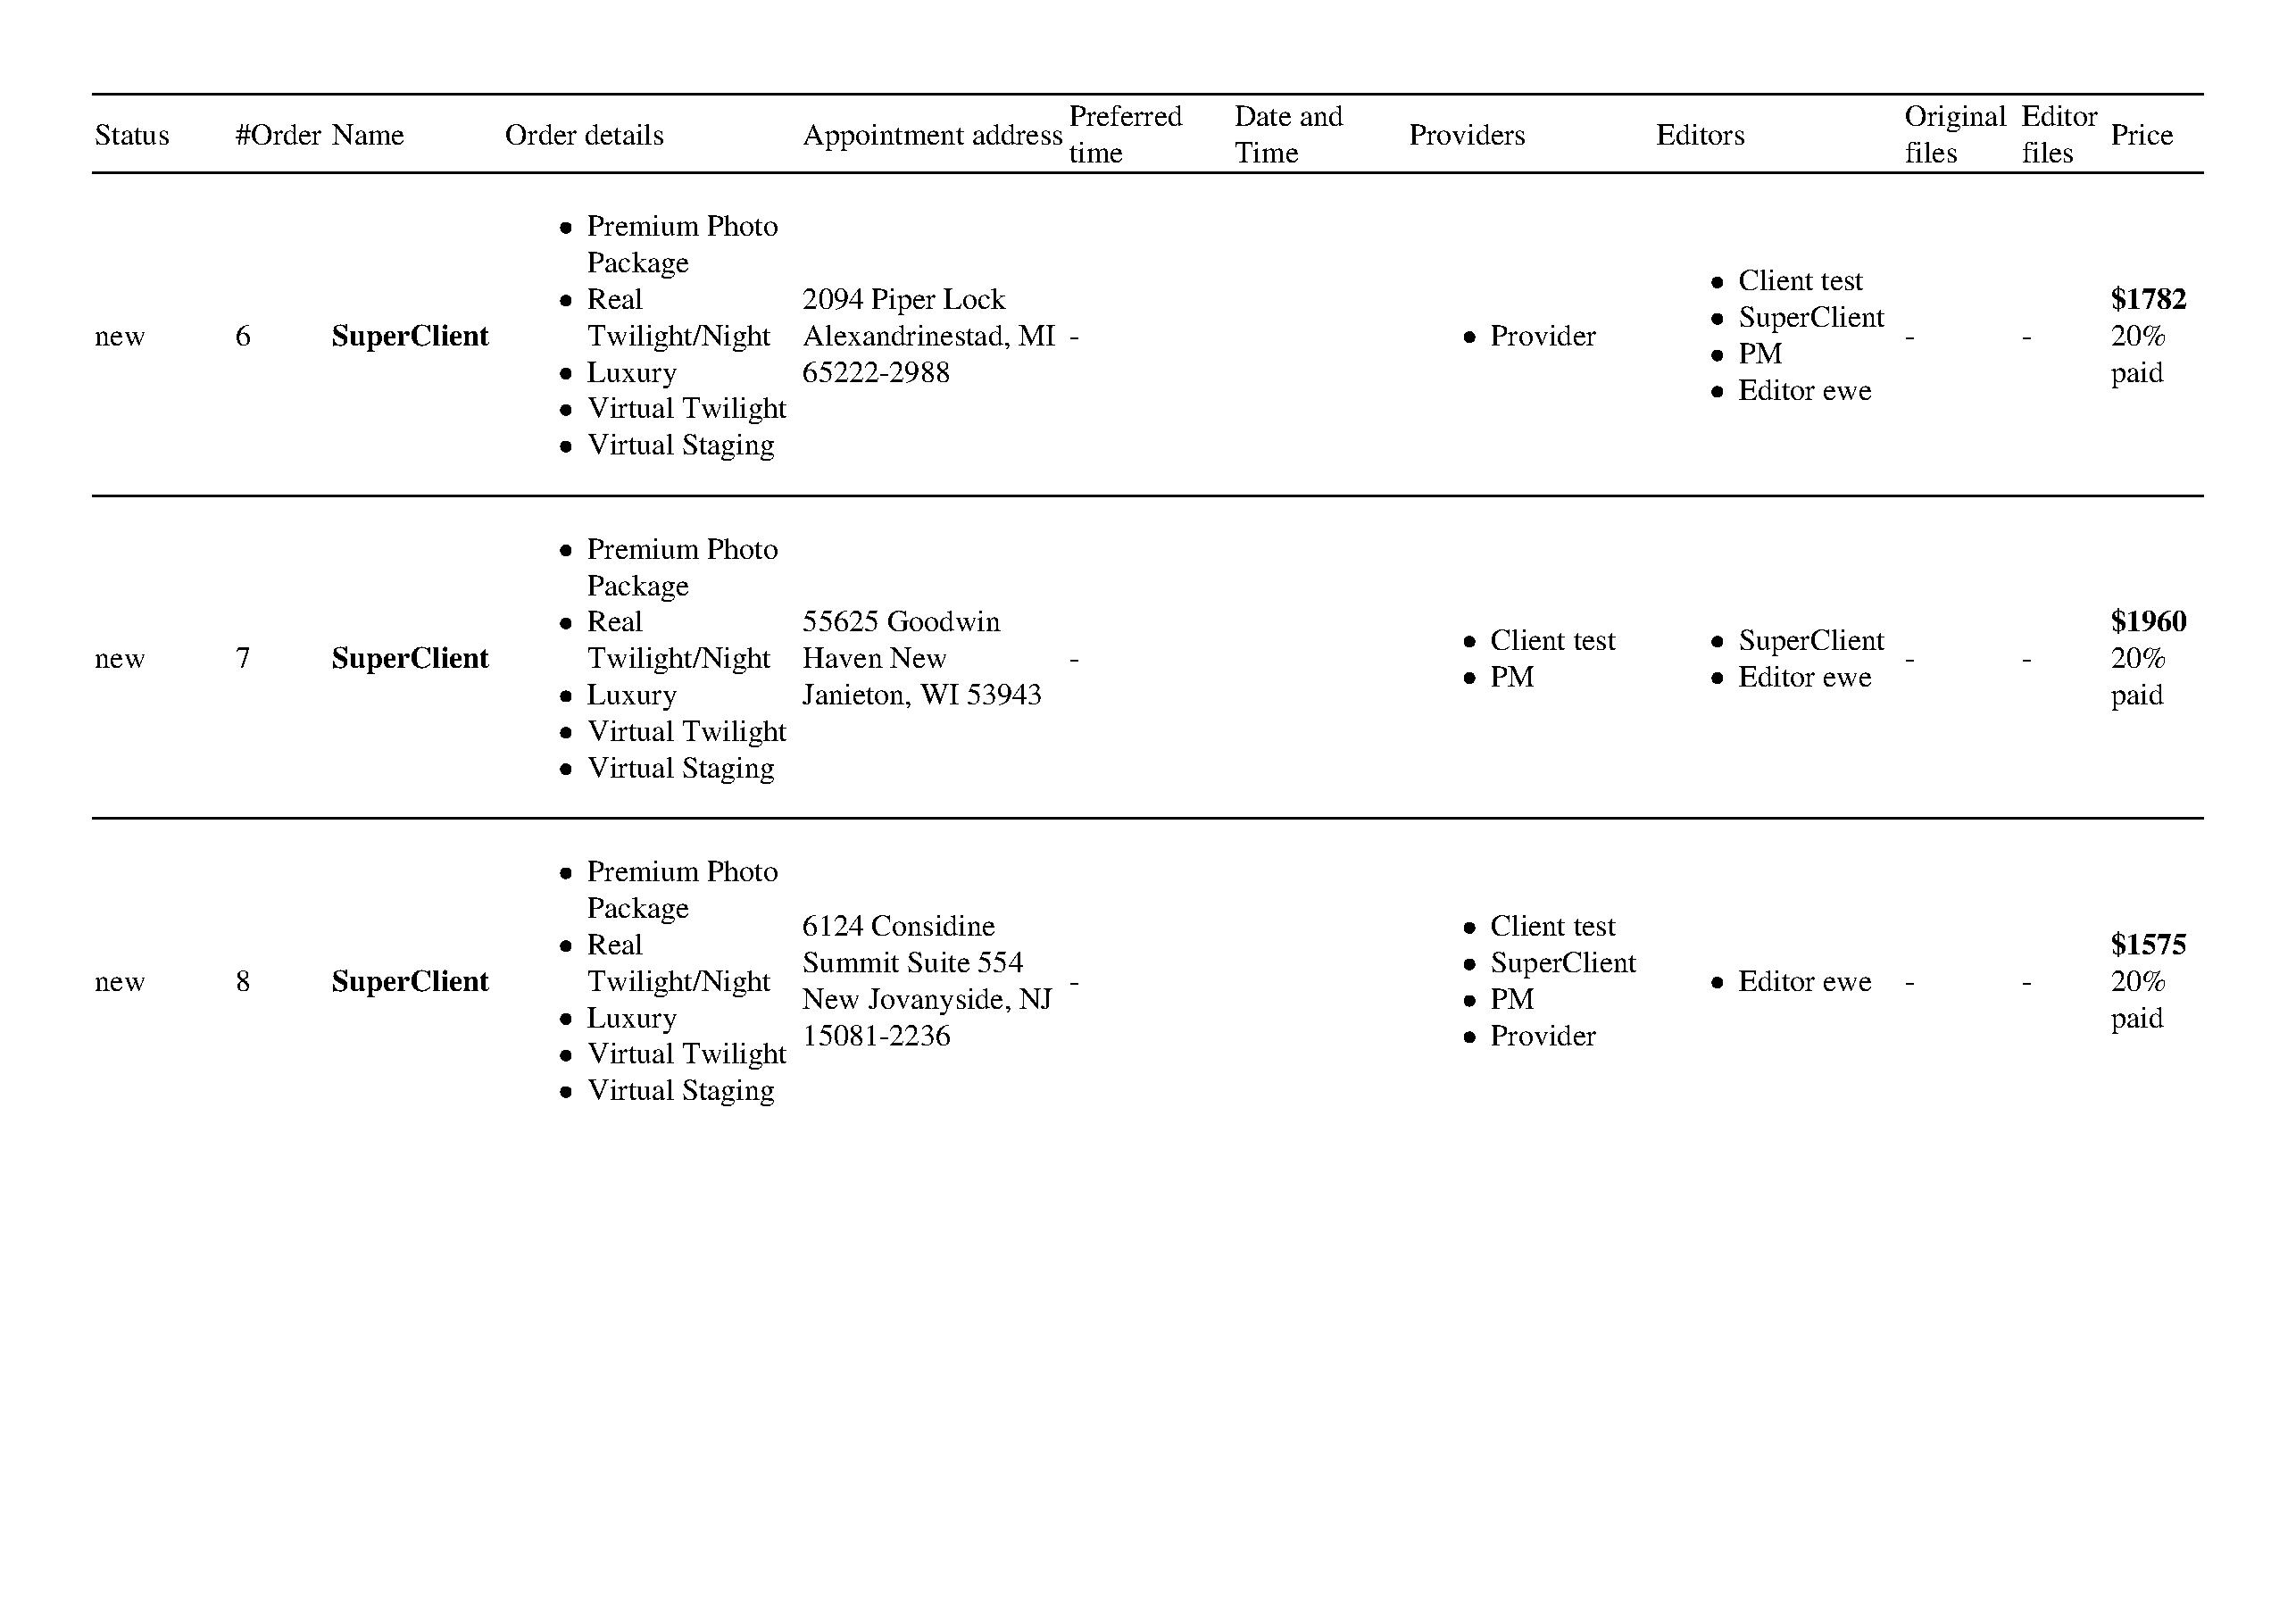 Status #Order Name Order details Appointment address Preferred time Date and Time Providers Editors Original files Editor files Price
new
6
SuperClient
• Premium Photo
Package
• Real
Twilight/Night
• Luxury
• Virtual Twilight
• Virtual Staging
2094 Piper Lock
Alexandrinestad, MI
65222-2988
-
• Provider
• Client test
• SuperClient
• PM
• Editor ewe
-
-
$1782
20%
paid
new
7
SuperClient
• Premium Photo
Package
• Real
Twilight/Night
• Luxury
• Virtual Twilight
• Virtual Staging
55625 Goodwin
Haven New
Janieton, WI 53943
-
• Client test
• PM
• SuperClient
• Editor ewe
-
-
$1960
20%
paid
new
8
SuperClient
• Premium Photo
Package
• Real
Twilight/Night
• Luxury
• Virtual Twilight
• Virtual Staging
6124 Considine
Summit Suite 554
New Jovanyside, NJ
15081-2236
-
• Client test
• SuperClient
• PM
• Provider
• Editor ewe
-
-
$1575
20%
paid